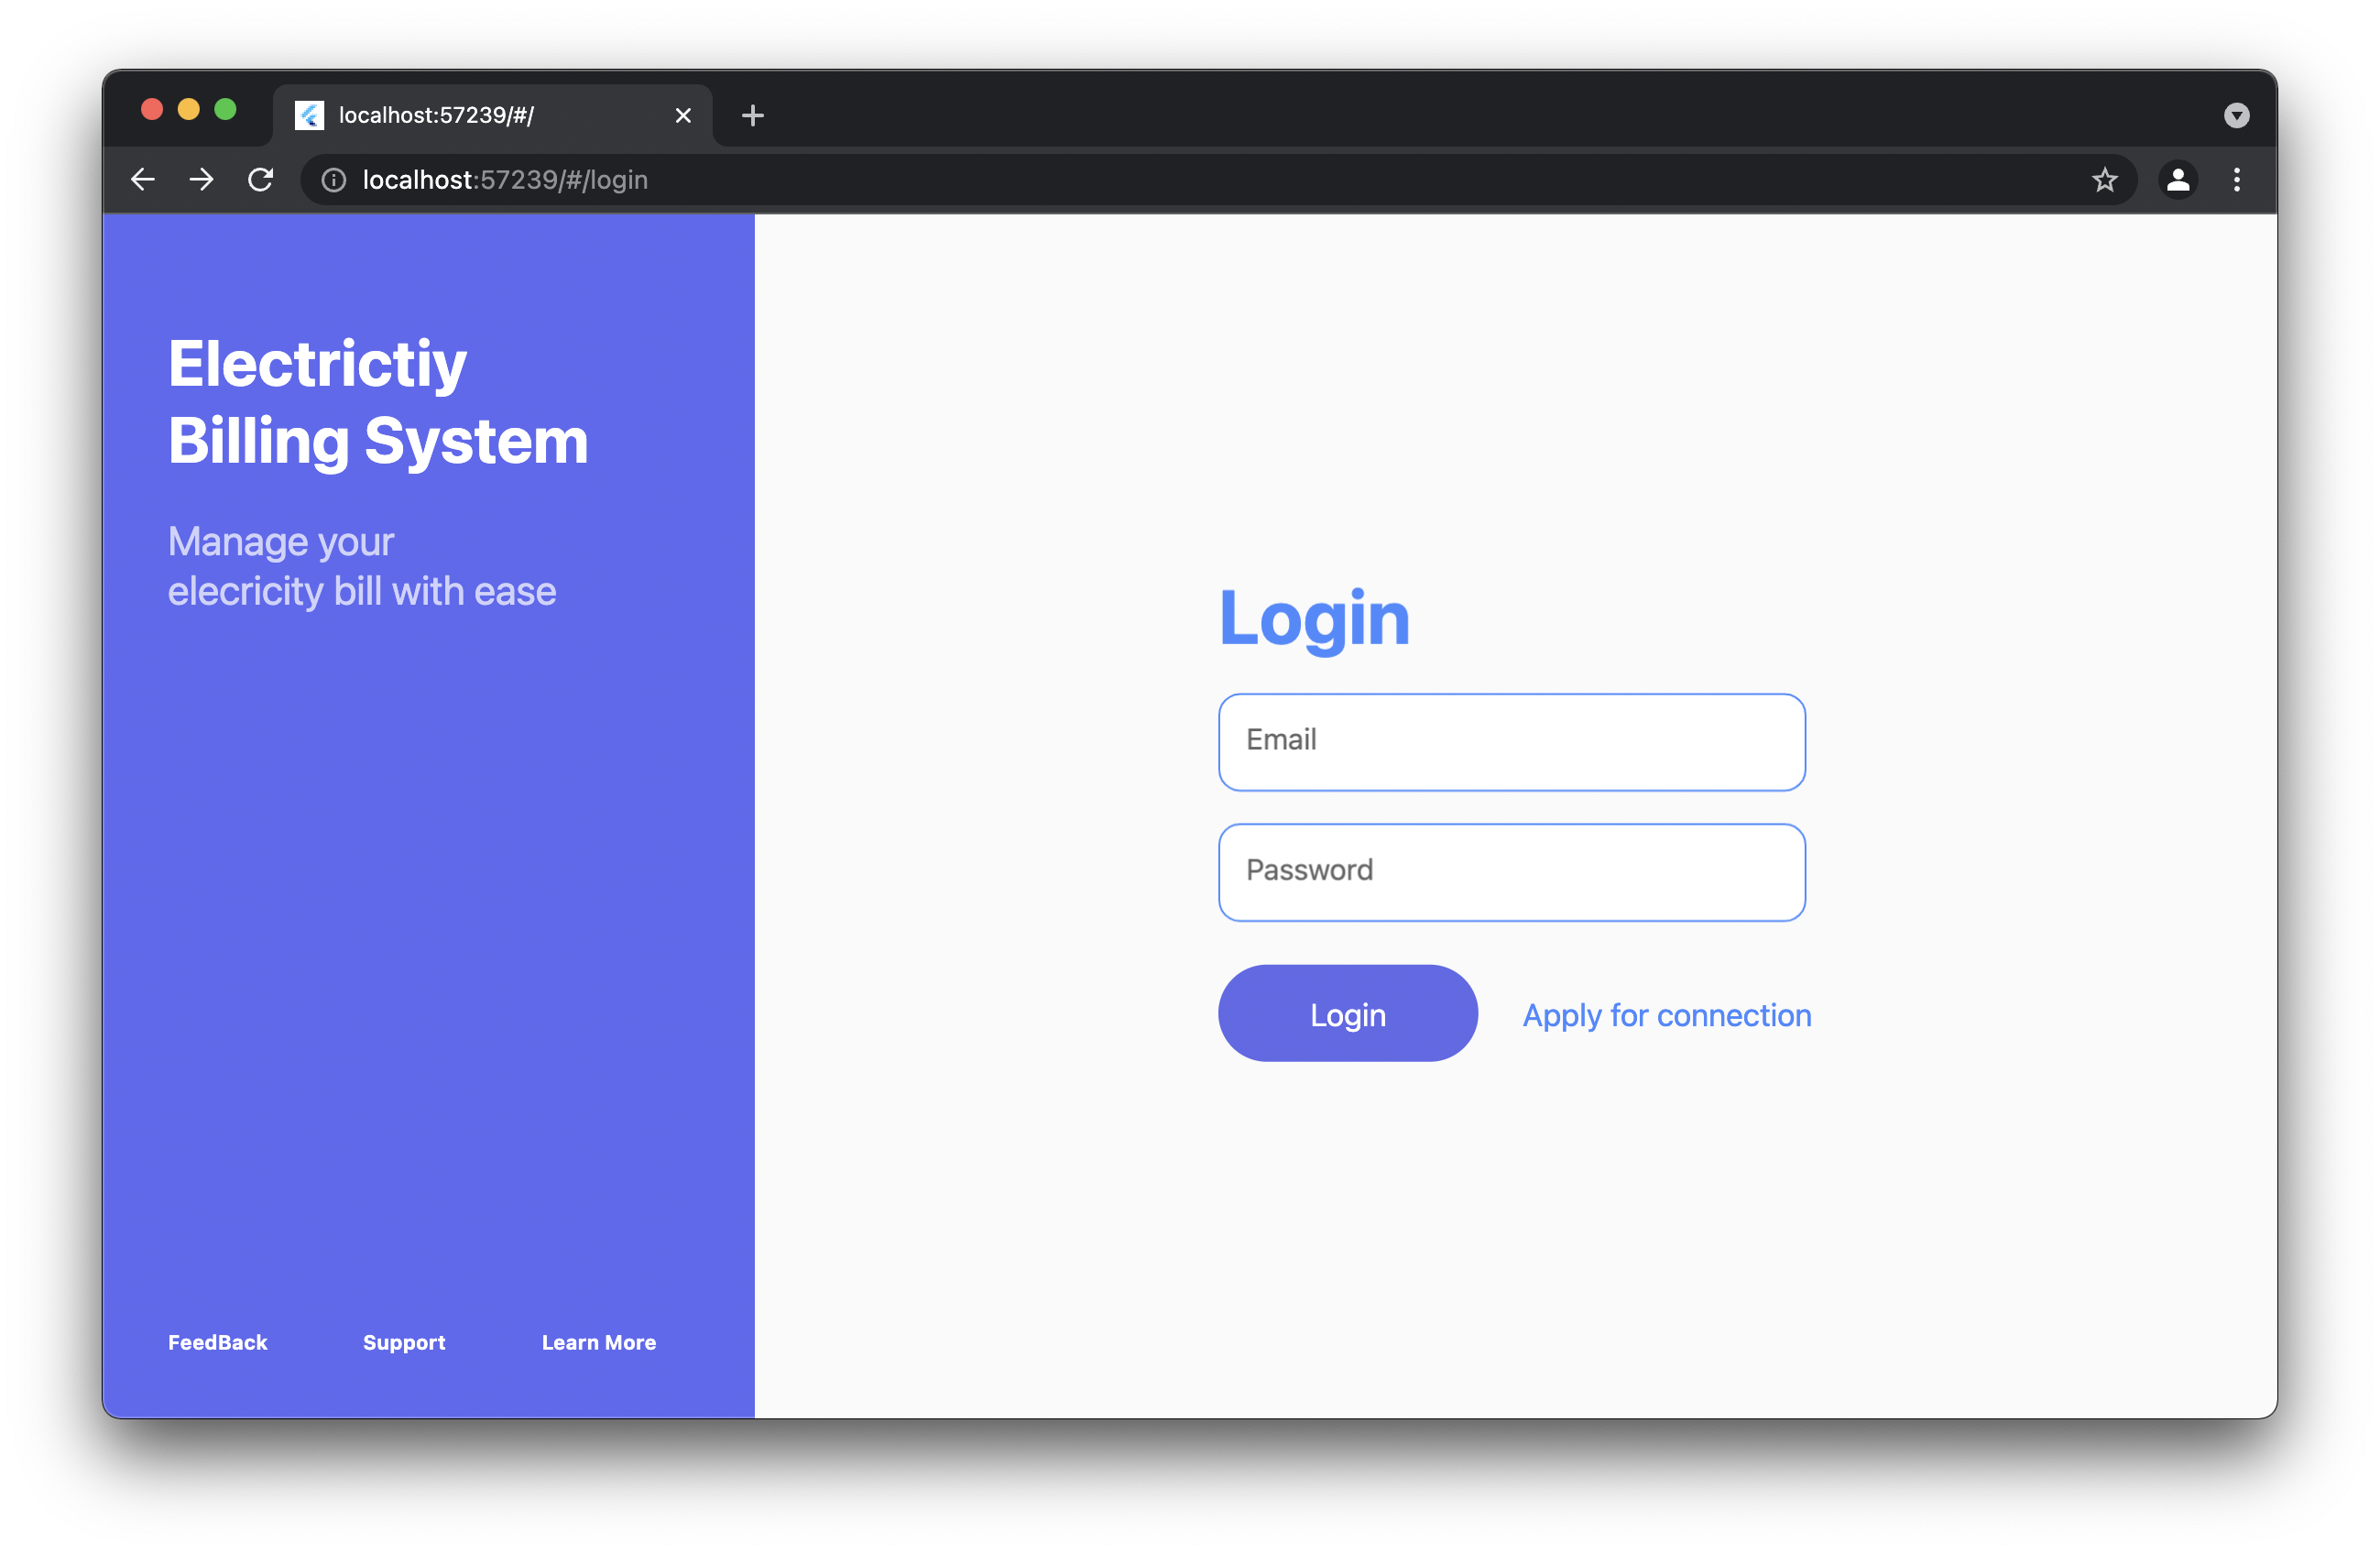 localhost:57239/#/
localhost:57239/#/login
Electrictiy
Billing System
Manage your
elecricity bill with ease
Login
Email
Password
Login
Apply for connection
FeedBack
Support
Learn More